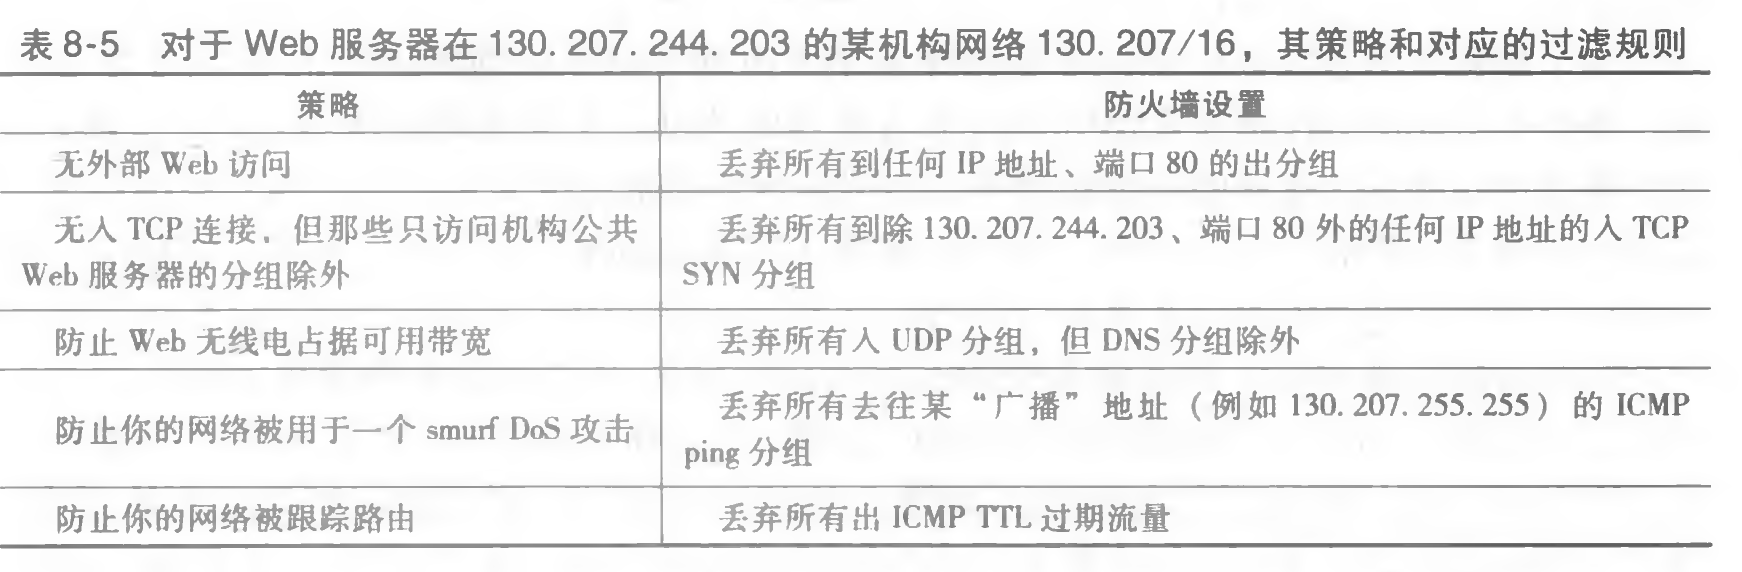 表 8-5 对于 Web 服务器在 130. 207. 244. 203 的某机构网络 130. 207/16，其策略和对应的过滤规则
策略 防火墙设置
无外部 Web 访问 丢弃所有到任何 IP 地址、端口 80 的出分组
无入 TCP 连接，但那些只访问机构公共 丢弃所有到除 130. 207. 244. 203、端口 80 外的任何 IP 地址的入 TCP
Web 服务器的分组除外 SYN 分组
防止 Web 无线电占据可用带宽 丢弃所有入 UDP 分组，但 DNS 分组除外
防止你的网络被用于一个 smurf DoS 攻击 丢弃所有去往某“广播”地址（例如 130. 207. 255. 255）的 ICMP
ping 分组
防止你的网络被跟踪路由 丢弃所有出 ICMP TTL 过期流量